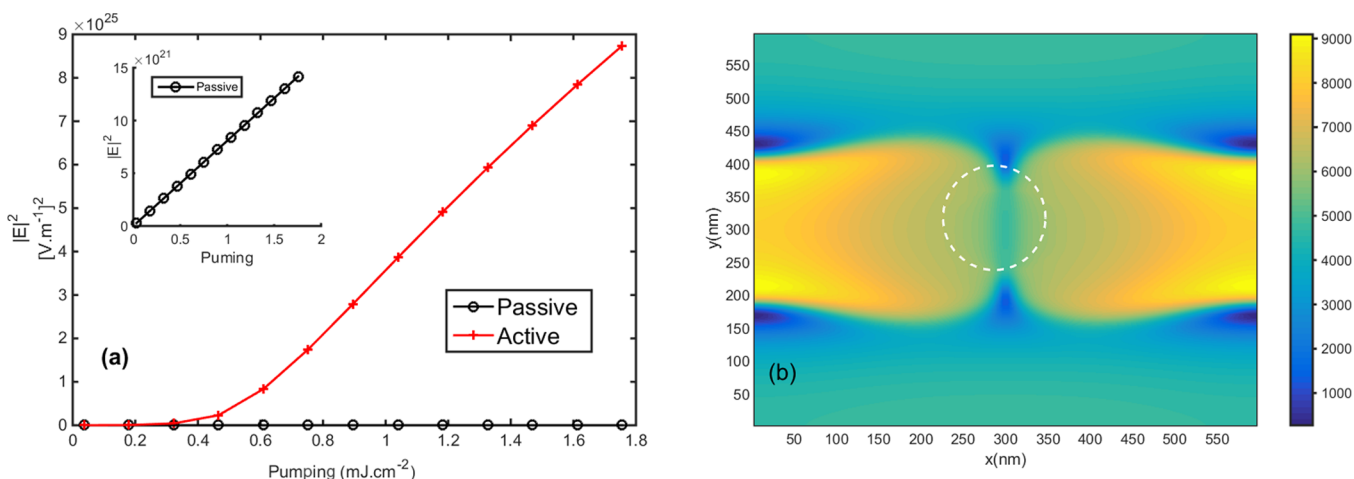 ×10²⁵
9
8
7
6
5
4
3
2
1
0
|E|²
[V.m⁻¹]²
0 0.2 0.4 0.6 0.8 1 1.2 1.4 1.6 1.8
Pumping (mJ.cm⁻²)
(a)
Passive
Active
×10²¹
15
10
5
0
|E|²
Passive
0 0.5 1 1.5 2
Puming
(b)
550
500
450
400
350
300
250
200
150
100
50
y(nm)
50 100 150 200 250 300 350 400 450 500 550
x(nm)
9000
8000
7000
6000
5000
4000
3000
2000
1000